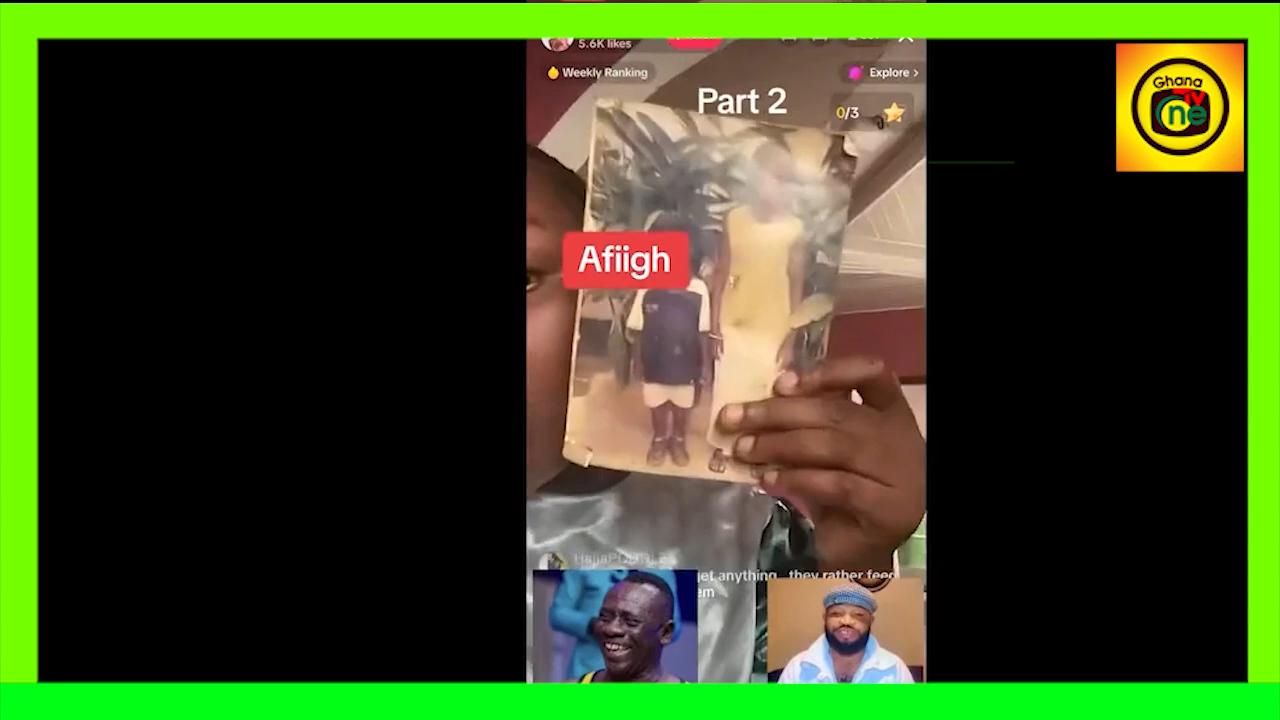 5.6K likes
Weekly Ranking
Explore >
Part 2
0/3
Afiigh
get anything
they rather feed
em
Ghana
TV
One